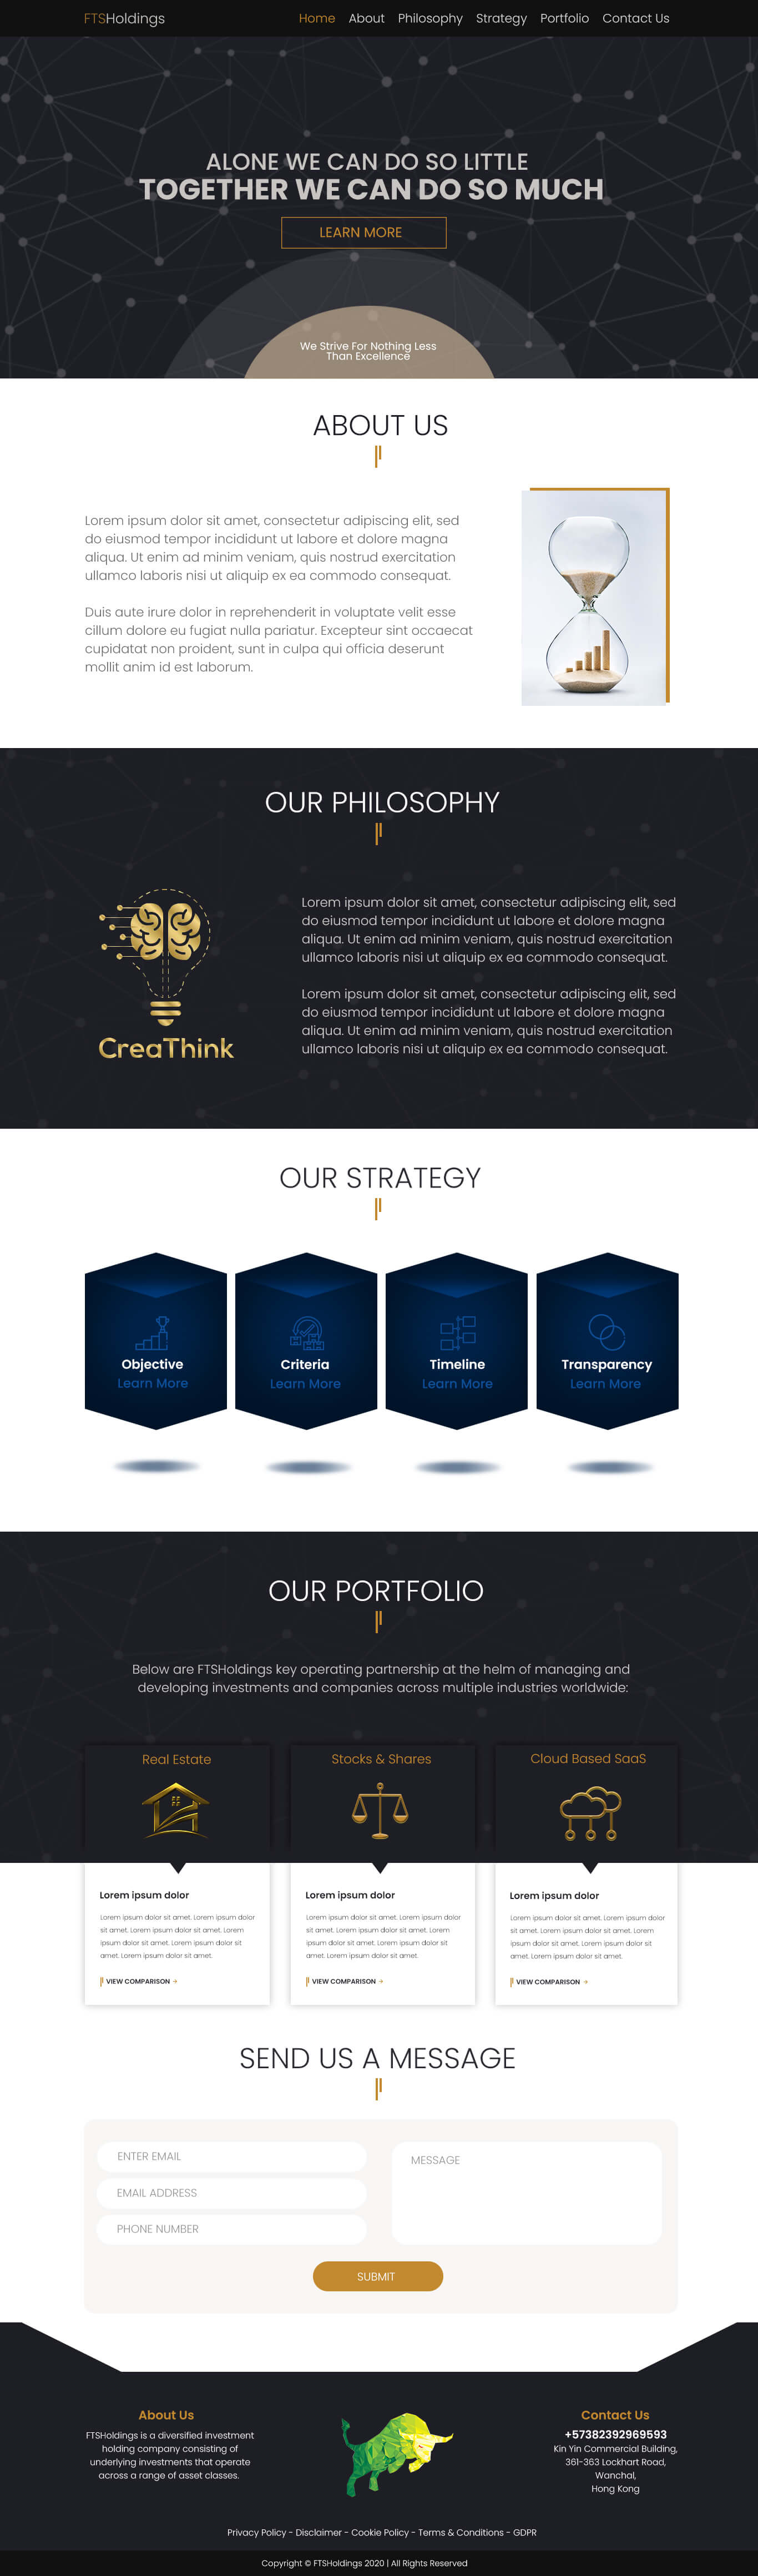 FTSHoldings
Home About Philosophy Strategy Portfolio Contact Us
ALONE WE CAN DO SO LITTLE
TOGETHER WE CAN DO SO MUCH
LEARN MORE
We Strive For Nothing Less
Than Excellence
ABOUT US
Lorem ipsum dolor sit amet, consectetur adipiscing elit, sed
do eiusmod tempor incididunt ut labore et dolore magna
aliqua. Ut enim ad minim veniam, quis nostrud exercitation
ullamco laboris nisi ut aliquip ex ea commodo consequat.
Duis aute irure dolor in reprehenderit in voluptate velit esse
cillum dolore eu fugiat nulla pariatur. Excepteur sint occaecat
cupidatat non proident, sunt in culpa qui officia deserunt
mollit anim id est laborum.
OUR PHILOSOPHY
CreaThink
Lorem ipsum dolor sit amet, consectetur adipiscing elit, sed
do eiusmod tempor incididunt ut labore et dolore magna
aliqua. Ut enim ad minim veniam, quis nostrud exercitation
ullamco laboris nisi ut aliquip ex ea commodo consequat.
Lorem ipsum dolor sit amet, consectetur adipiscing elit, sed
do eiusmod tempor incididunt ut labore et dolore magna
aliqua. Ut enim ad minim veniam, quis nostrud exercitation
ullamco laboris nisi ut aliquip ex ea commodo consequat.
OUR STRATEGY
Objective
Learn More
Criteria
Learn More
Timeline
Learn More
Transparency
Learn More
OUR PORTFOLIO
Below are FTSHoldings key operating partnership at the helm of managing and
developing investments and companies across multiple industries worldwide:
Real Estate
Lorem ipsum dolor
Lorem ipsum dolor sit amet. Lorem ipsum dolor
sit amet. Lorem ipsum dolor sit amet. Lorem
ipsum dolor sit amet. Lorem ipsum dolor sit
amet. Lorem ipsum dolor sit amet.
VIEW COMPARISON
Stocks & Shares
Lorem ipsum dolor
Lorem ipsum dolor sit amet. Lorem ipsum dolor
sit amet. Lorem ipsum dolor sit amet. Lorem
ipsum dolor sit amet. Lorem ipsum dolor sit
amet. Lorem ipsum dolor sit amet.
VIEW COMPARISON
Cloud Based SaaS
Lorem ipsum dolor
Lorem ipsum dolor sit amet. Lorem ipsum dolor
sit amet. Lorem ipsum dolor sit amet. Lorem
ipsum dolor sit amet. Lorem ipsum dolor sit
amet. Lorem ipsum dolor sit amet.
VIEW COMPARISON
SEND US A MESSAGE
ENTER EMAIL
EMAIL ADDRESS
PHONE NUMBER
MESSAGE
SUBMIT
About Us
FTSHoldings is a diversified investment
holding company consisting of
underlying investments that operate
across a range of asset classes.
Contact Us
+57382392969593
Kin Yin Commercial Building,
361-363 Lockhart Road,
Wanchai,
Hong Kong
Privacy Policy - Disclaimer - Cookie Policy - Terms & Conditions - GDPR
Copyright © FTSHoldings 2020 | All Rights Reserved